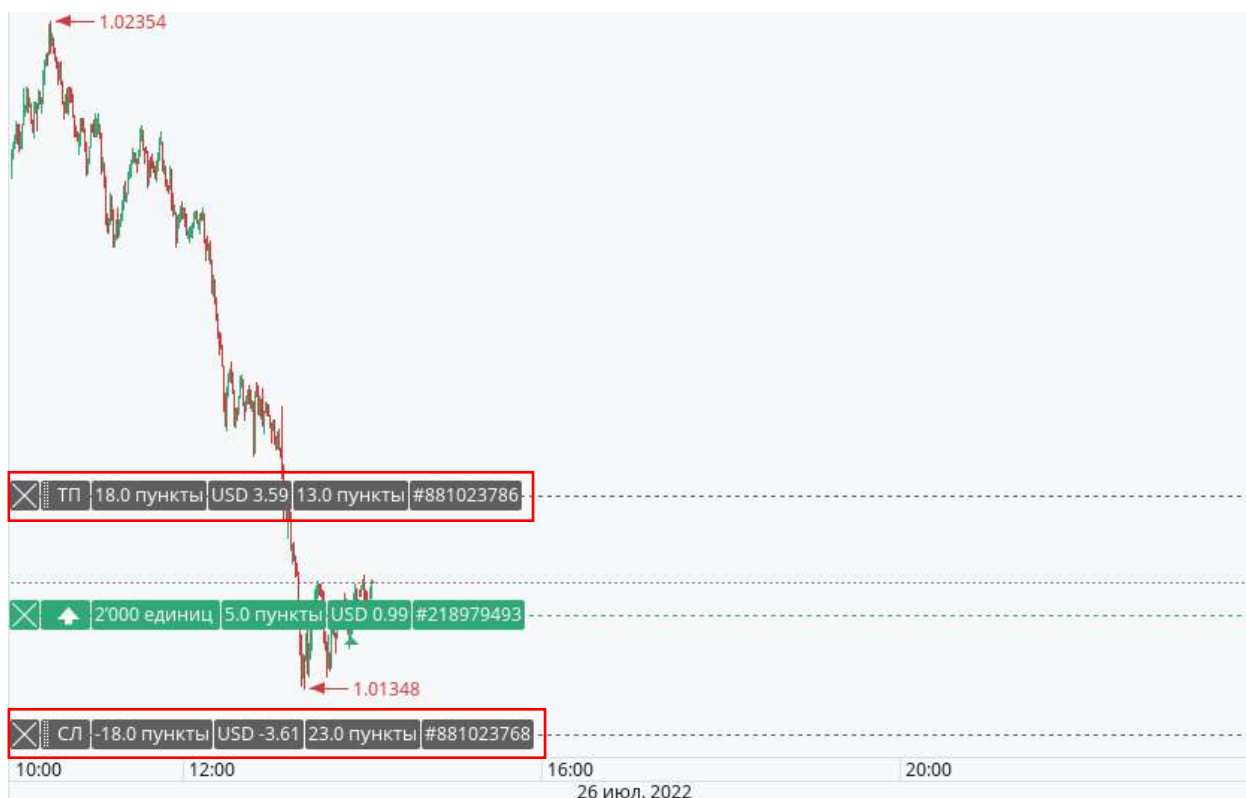 1.02354
ТП 18.0 пункты USD 3.59 13.0 пункты #881023786
2'000 единиц 5.0 пункты USD 0.99 #218979493
1.01348
СЛ -18.0 пункты USD -3.61 23.0 пункты #881023768
10:00 12:00 16:00 20:00
26 июл. 2022